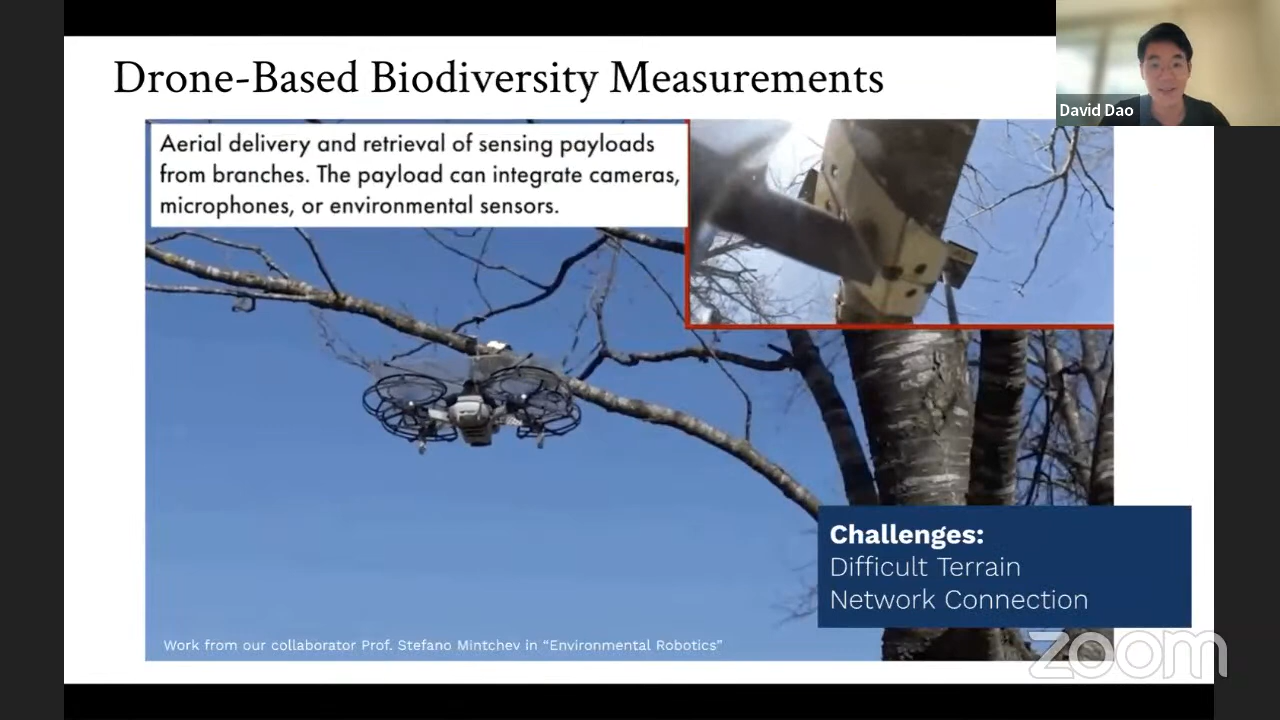 Drone-Based Biodiversity Measurements
David Dao
Aerial delivery and retrieval of sensing payloads
from branches. The payload can integrate cameras,
microphones, or environmental sensors.
Challenges:
Difficult Terrain
Network Connection
Work from our collaborator Prof. Stefano Mintchev in “Environmental Robotics”
zoom